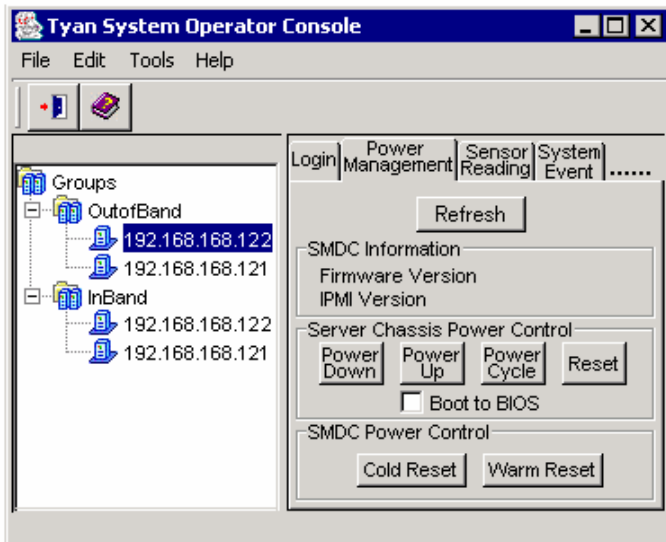 Tyan System Operator Console
File Edit Tools Help
Groups
OutofBand
192.168.168.122
192.168.168.121
InBand
192.168.168.122
192.168.168.121
Login Power Management Sensor Reading System Event ......
Refresh
SMDC Information
Firmware Version
IPMI Version
Server Chassis Power Control
Power Down Power Up Power Cycle Reset
Boot to BIOS
SMDC Power Control
Cold Reset Warm Reset